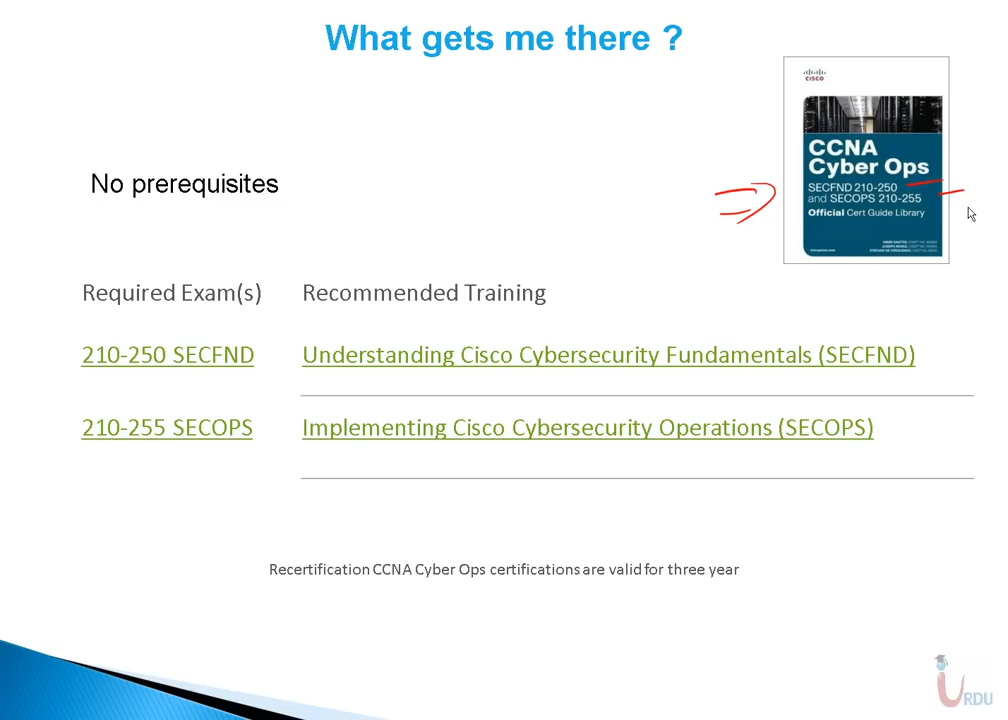 What gets me there ?
CISCO
CCNA
Cyber Ops
SECFND 210-250
and SECOPS 210-255
Official Cert Guide Library
No prerequisites
Required Exam(s) Recommended Training
210-250 SECFND Understanding Cisco Cybersecurity Fundamentals (SECFND)
210-255 SECOPS Implementing Cisco Cybersecurity Operations (SECOPS)
Recertification CCNA Cyber Ops certifications are valid for three year
URDU